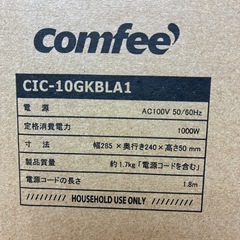 comfee'
CIC-10GKBLA1
電源 AC100V 50/60Hz
定格消費電力 1000W
寸法 幅285×奥行き240×高さ50mm
製品質量 約1.7kg「電源コードを含む」
電源コードの長さ 1.8m
HOUSEHOLD USE ONLY